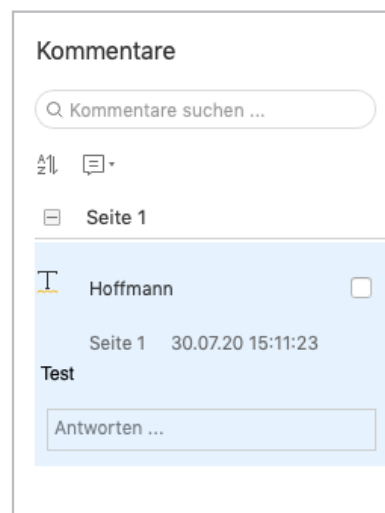 Kommentare
Kommentare suchen ...
Seite 1
Hoffmann
Seite 1 30.07.20 15:11:23
Test
Antworten ...